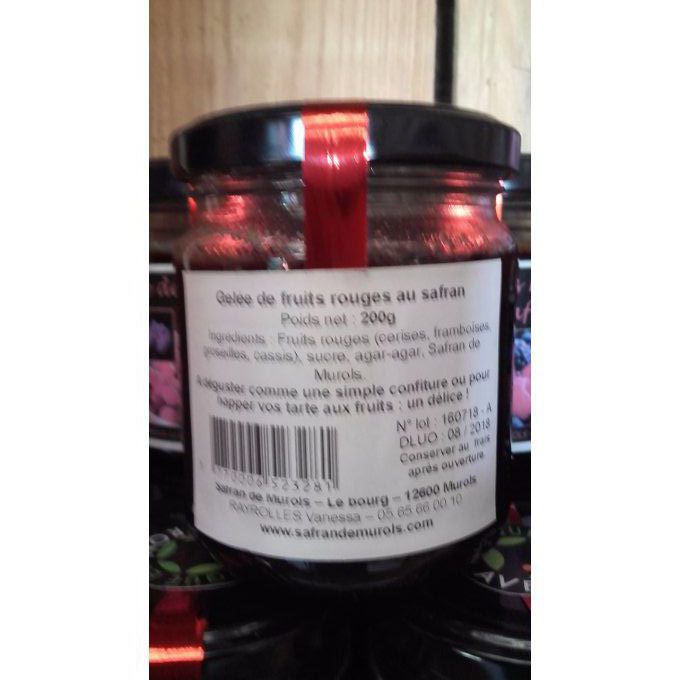 Gelée de fruits rouges au safran
Poids net : 200g
Ingrédients : Fruits rouges (cerises, framboises,
groseilles, cassis), sucre, agar-agar, Safran de
Murols.
A déguster comme une simple confiture ou pour
napper vos tarte aux fruits : un délice !
N° lot : 160718 - A
DLUO : 08 / 2018
Conserver au frais
après ouverture.
Safran de Murols – Le bourg – 12600 Murols
RAYROLLES Vanessa – 05 65 66 00 10
www.safrandemurols.com